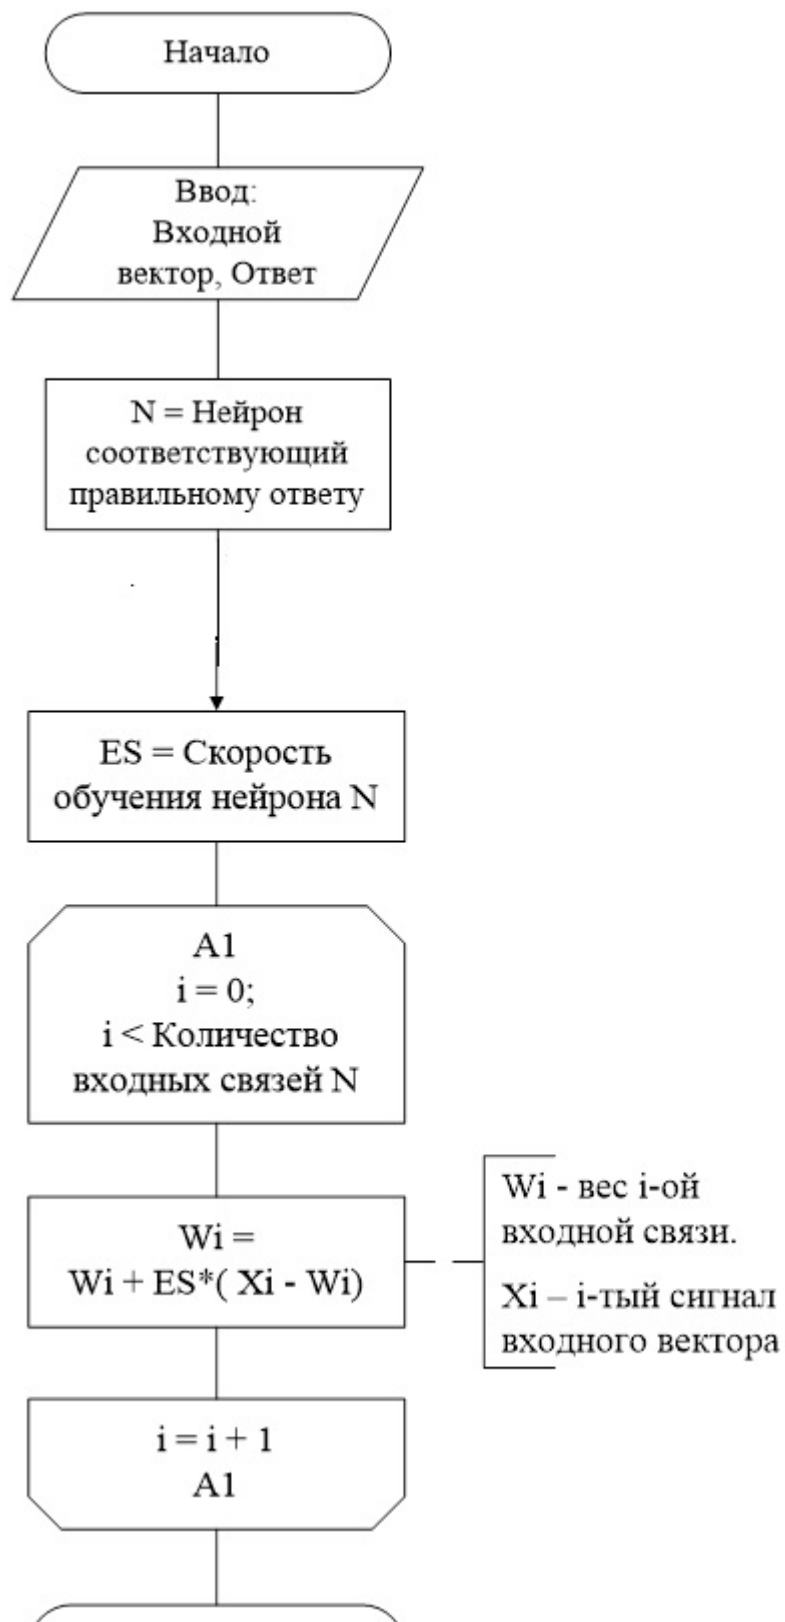 Начало
Ввод:
Входной
вектор, Ответ
N = Нейрон
соответствующий
правильному ответу
ES = Скорость
обучения нейрона N
A1
i = 0;
i < Количество
входных связей N
Wi =
Wi + ES*( Xi - Wi)
Wi - вес i-ой
входной связи.
Xi – i-тый сигнал
входного вектора
i = i + 1
A1